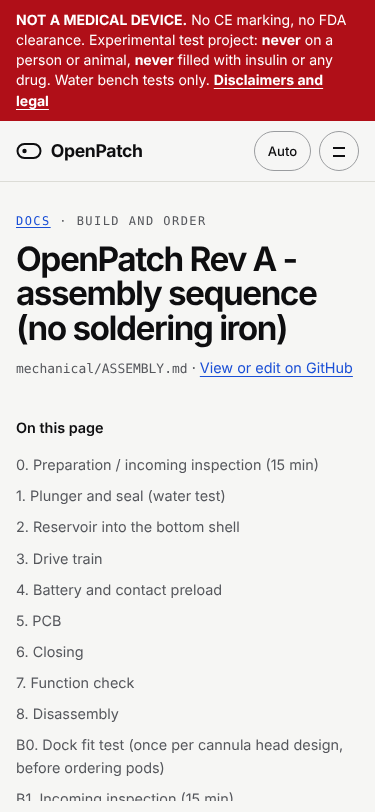 NOT A MEDICAL DEVICE. No CE marking, no FDA
clearance. Experimental test project: never on a
person or animal, never filled with insulin or any
drug. Water bench tests only. Disclaimers and
legal
OpenPatch
Auto
DOCS · BUILD AND ORDER
OpenPatch Rev A -
assembly sequence
(no soldering iron)
mechanical/ASSEMBLY.md · View or edit on GitHub
On this page
0. Preparation / incoming inspection (15 min)
1. Plunger and seal (water test)
2. Reservoir into the bottom shell
3. Drive train
4. Battery and contact preload
5. PCB
6. Closing
7. Function check
8. Disassembly
B0. Dock fit test (once per cannula head design,
before ordering pods)
B1. Incoming inspection (15 min)